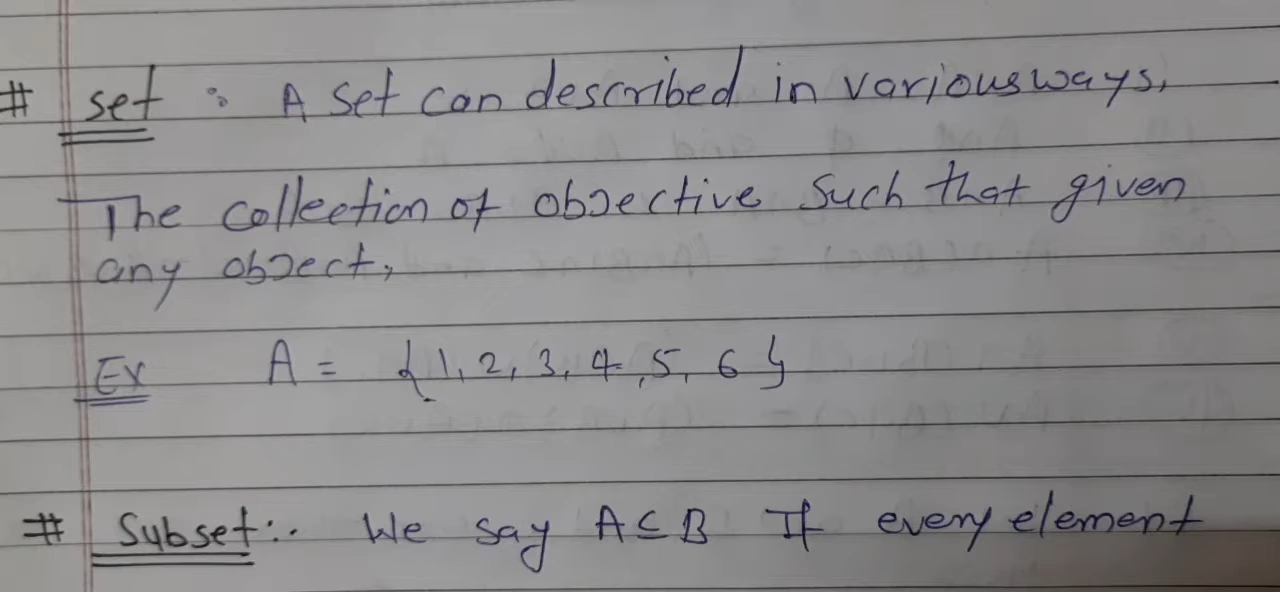 # set : A set can described in various ways,
The collection of objective such that given
any object,
Ex A = {1, 2, 3, 4, 5, 6}
# Subset:. We say A⊆B If every element